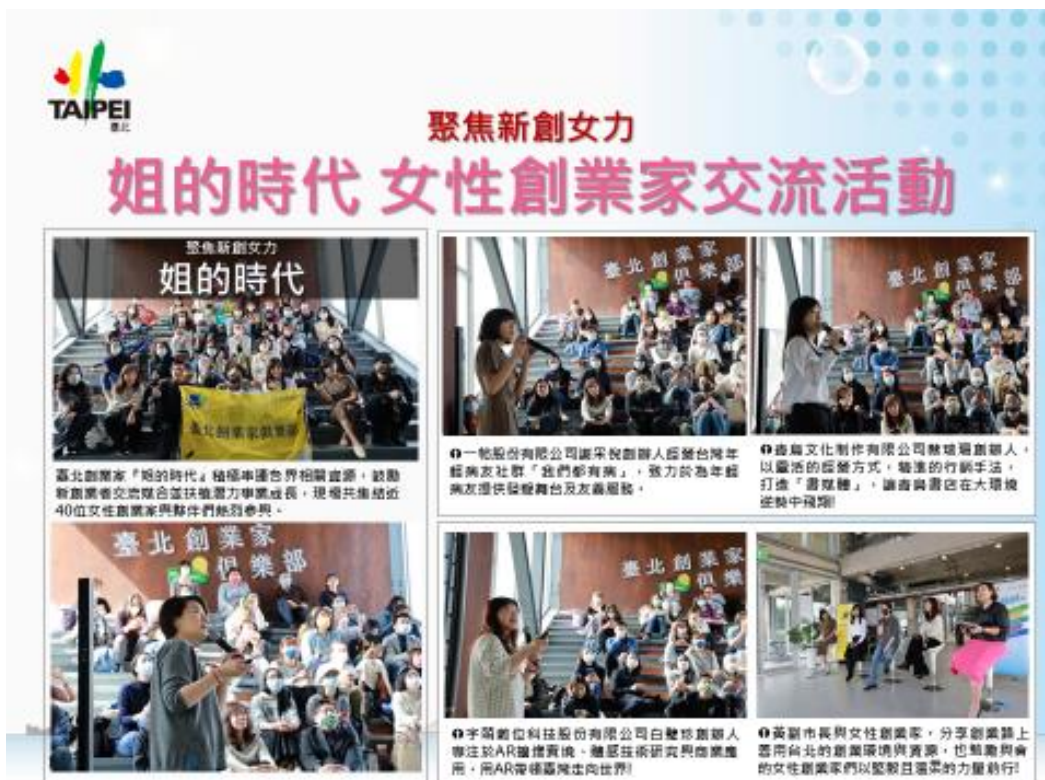 TAIPEI
臺北
聚焦新創女力
姐的時代 女性創業家交流活動
聚焦新創女力
姐的時代
臺北創業家俱樂部
臺北創業家『姐的時代』積極串連各界相關資源，鼓勵
新創業者交流媒合並扶植潛力事業成長，現場共集結近
40位女性創業家與夥伴們熱烈參與。
臺北創業家
俱樂部
臺北創業家
俱樂部
一帖股份有限公司謝采倪創辦人經營台灣年
輕病友社群「我們都有病」，致力於為年輕
病友提供發聲舞台及友善服務。
文化制作有限公司創辦人，
以靈活的經營方式，精準的行銷手法，
打造「書媒體」，讓書店在大環境
逆勢中飛翔!
臺北創業家
俱樂部
臺北創業家
俱樂
宇萌數位科技股份有限公司白璧珍創辦人
專注於AR擴增實境、體感技術研究與商業應
用，用AR帶領臺灣走向世界!
黃副市長與女性創業家，分享創業路上
善用台北的創業環境與資源，也勉勵與會
的女性創業家們以堅毅且溫柔的力量前行!